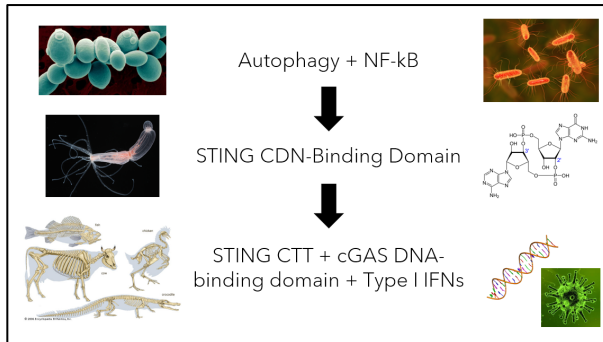 Autophagy + NF-kB
STING CDN-Binding Domain
STING CTT + cGAS DNA-
binding domain + Type I IFNs